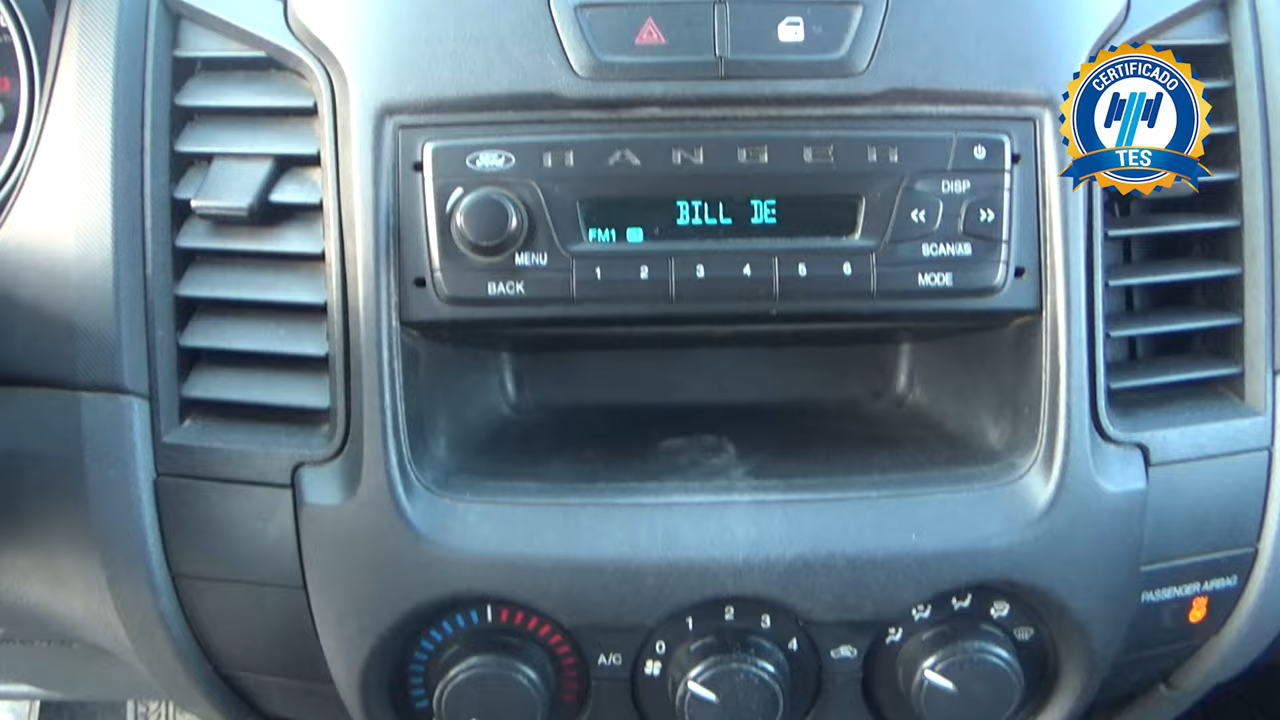 CERTIFICADO
TES
Ford
RANGER
DISP
BILL DE
FM1
SCAN/AS
MENU
1 2 3 4 5 6
BACK
MODE
PASSENGER AIRBAG
0 1 2 3 4
A/C